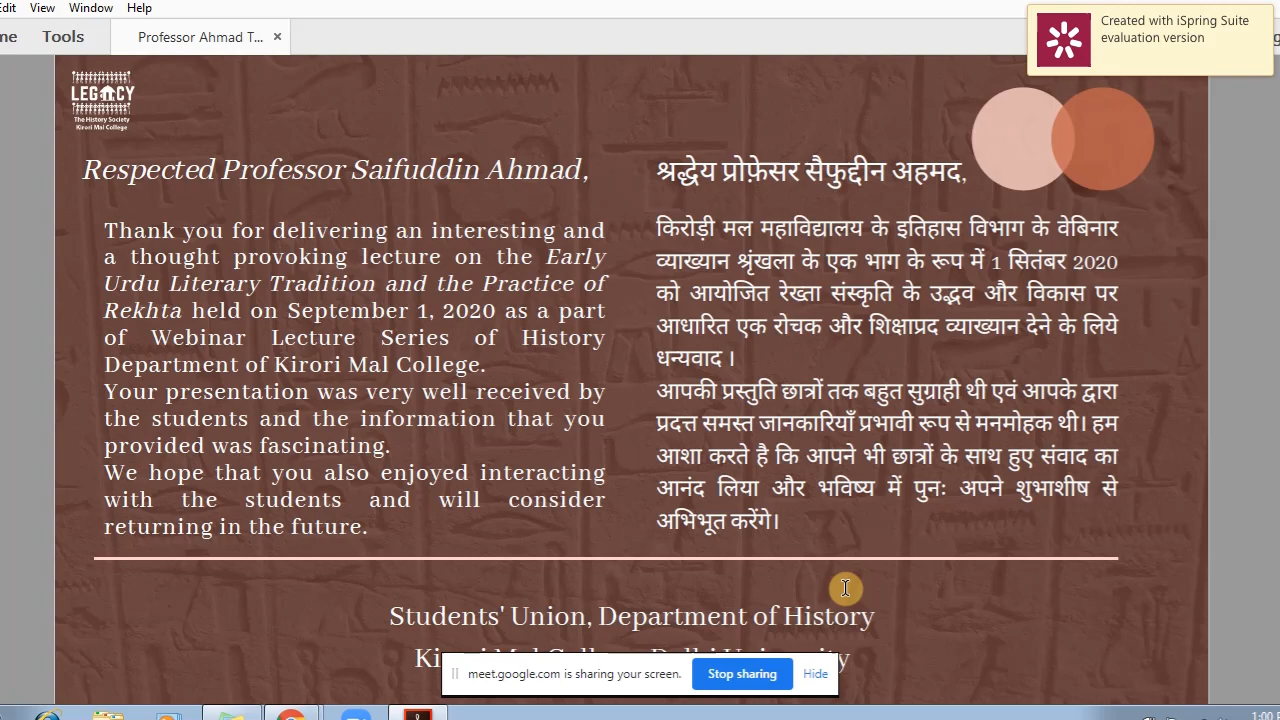 Edit View Window Help
Tools
Professor Ahmad T... ×
Created with iSpring Suite
evaluation version
LEGACY
The History Society
Kirori Mal College
Respected Professor Saifuddin Ahmad,
Thank you for delivering an interesting and
a thought provoking lecture on the Early
Urdu Literary Tradition and the Practice of
Rekhta held on September 1, 2020 as a part
of Webinar Lecture Series of History
Department of Kirori Mal College.
Your presentation was very well received by
the students and the information that you
provided was fascinating.
We hope that you also enjoyed interacting
with the students and will consider
returning in the future.
श्रद्धेय प्रोफ़ेसर सैफुद्दीन अहमद,
किरोड़ी मल महाविद्यालय के इतिहास विभाग के वेबिनार
व्याख्यान श्रृंखला के एक भाग के रूप में 1 सितंबर 2020
को आयोजित रेख्ता संस्कृति के उद्भव और विकास पर
आधारित एक रोचक और शिक्षाप्रद व्याख्यान देने के लिये
धन्यवाद ।
आपकी प्रस्तुति छात्रों तक बहुत सुग्राही थी एवं आपके द्वारा
प्रदत्त समस्त जानकारियाँ प्रभावी रूप से मनमोहक थी। हम
आशा करते है कि आपने भी छात्रों के साथ हुए संवाद का
आनंद लिया और भविष्य में पुनः अपने शुभाशीष से
अभिभूत करेंगे।
Students' Union, Department of History
meet.google.com is sharing your screen. Stop sharing Hide